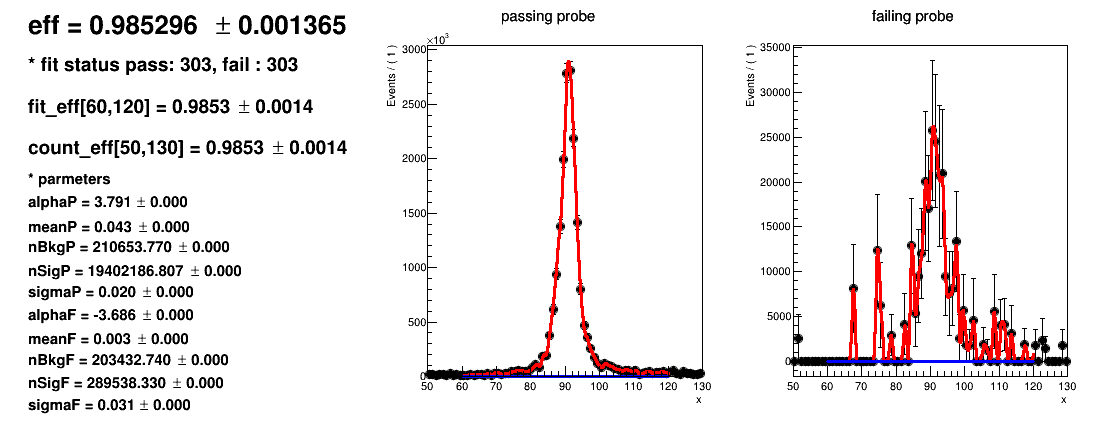 eff = 0.985296 ± 0.001365
* fit status pass: 303, fail : 303
fit_eff[60,120] = 0.9853 ± 0.0014
count_eff[50,130] = 0.9853 ± 0.0014
* parmeters
alphaP = 3.791 ± 0.000
meanP = 0.043 ± 0.000
nBkgP = 210653.770 ± 0.000
nSigP = 19402186.807 ± 0.000
sigmaP = 0.020 ± 0.000
alphaF = -3.686 ± 0.000
meanF = 0.003 ± 0.000
nBkgF = 203432.740 ± 0.000
nSigF = 289538.330 ± 0.000
sigmaF = 0.031 ± 0.000
passing probe
×10³
Events / ( 1 )
3000
2500
2000
1500
1000
500
0
50 60 70 80 90 100 110 120 130
x
failing probe
Events / ( 1 )
35000
30000
25000
20000
15000
10000
5000
0
50 60 70 80 90 100 110 120 130
x